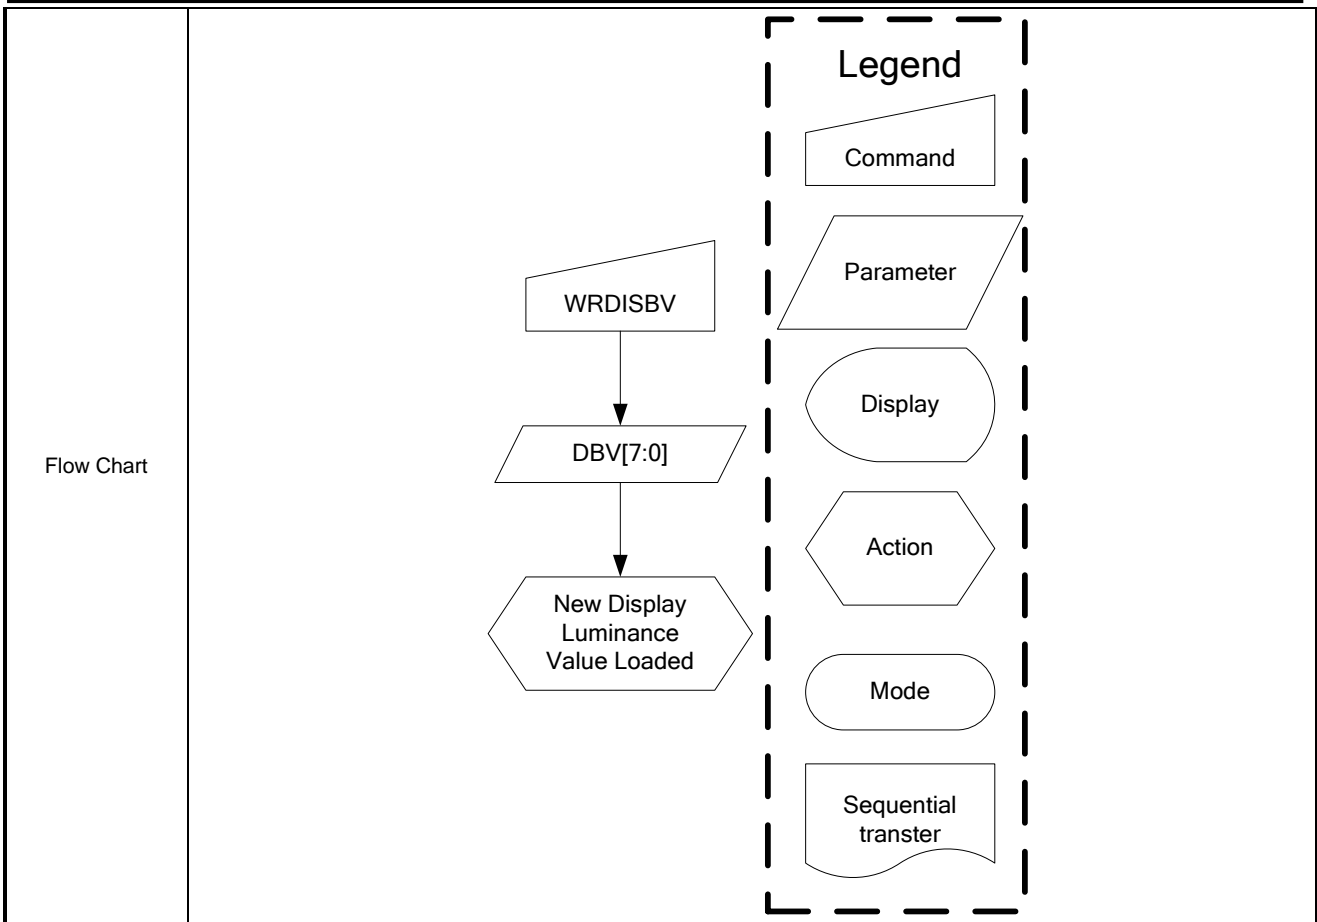 Flow Chart
WRDISBV
DBV[7:0]
New Display
Luminance
Value Loaded
Legend
Command
Parameter
Display
Action
Mode
Sequential
transter